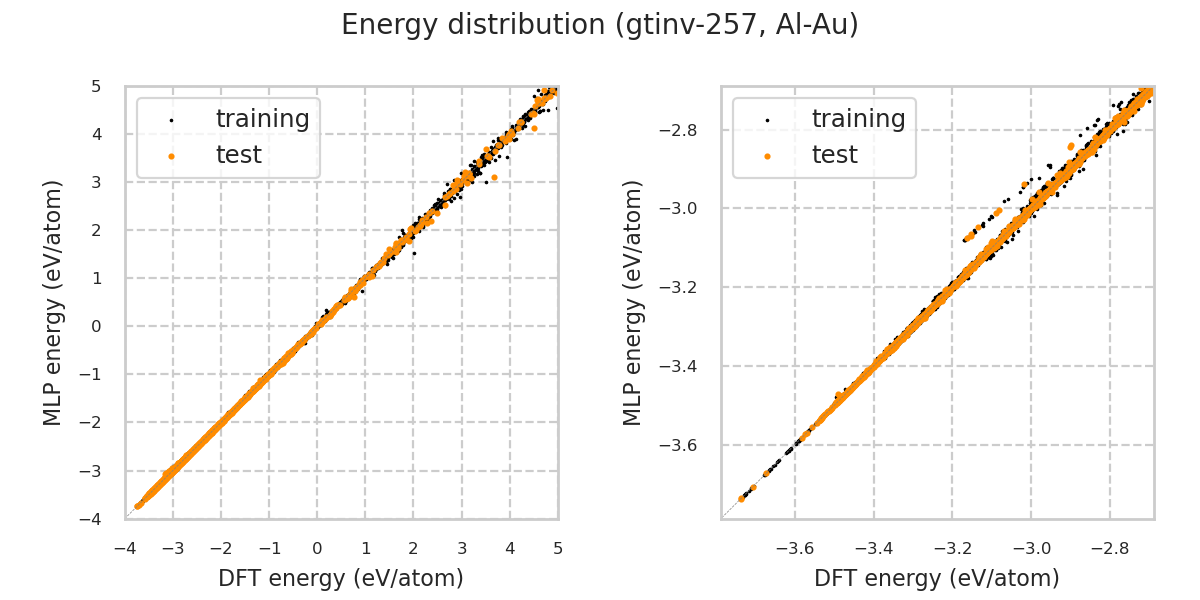 Energy distribution (gtinv-257, Al-Au)
5
4
3
2
1
0
−1
−2
−3
−4
MLP energy (eV/atom)
training
test
−4 −3 −2 −1 0 1 2 3 4 5
DFT energy (eV/atom)
−2.8
−3.0
−3.2
−3.4
−3.6
MLP energy (eV/atom)
training
test
−3.6 −3.4 −3.2 −3.0 −2.8
DFT energy (eV/atom)